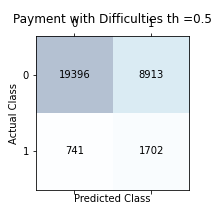 Payment with Difficulties th =0.5
0 1
Actual Class
0 19396 8913
1 741 1702
Predicted Class